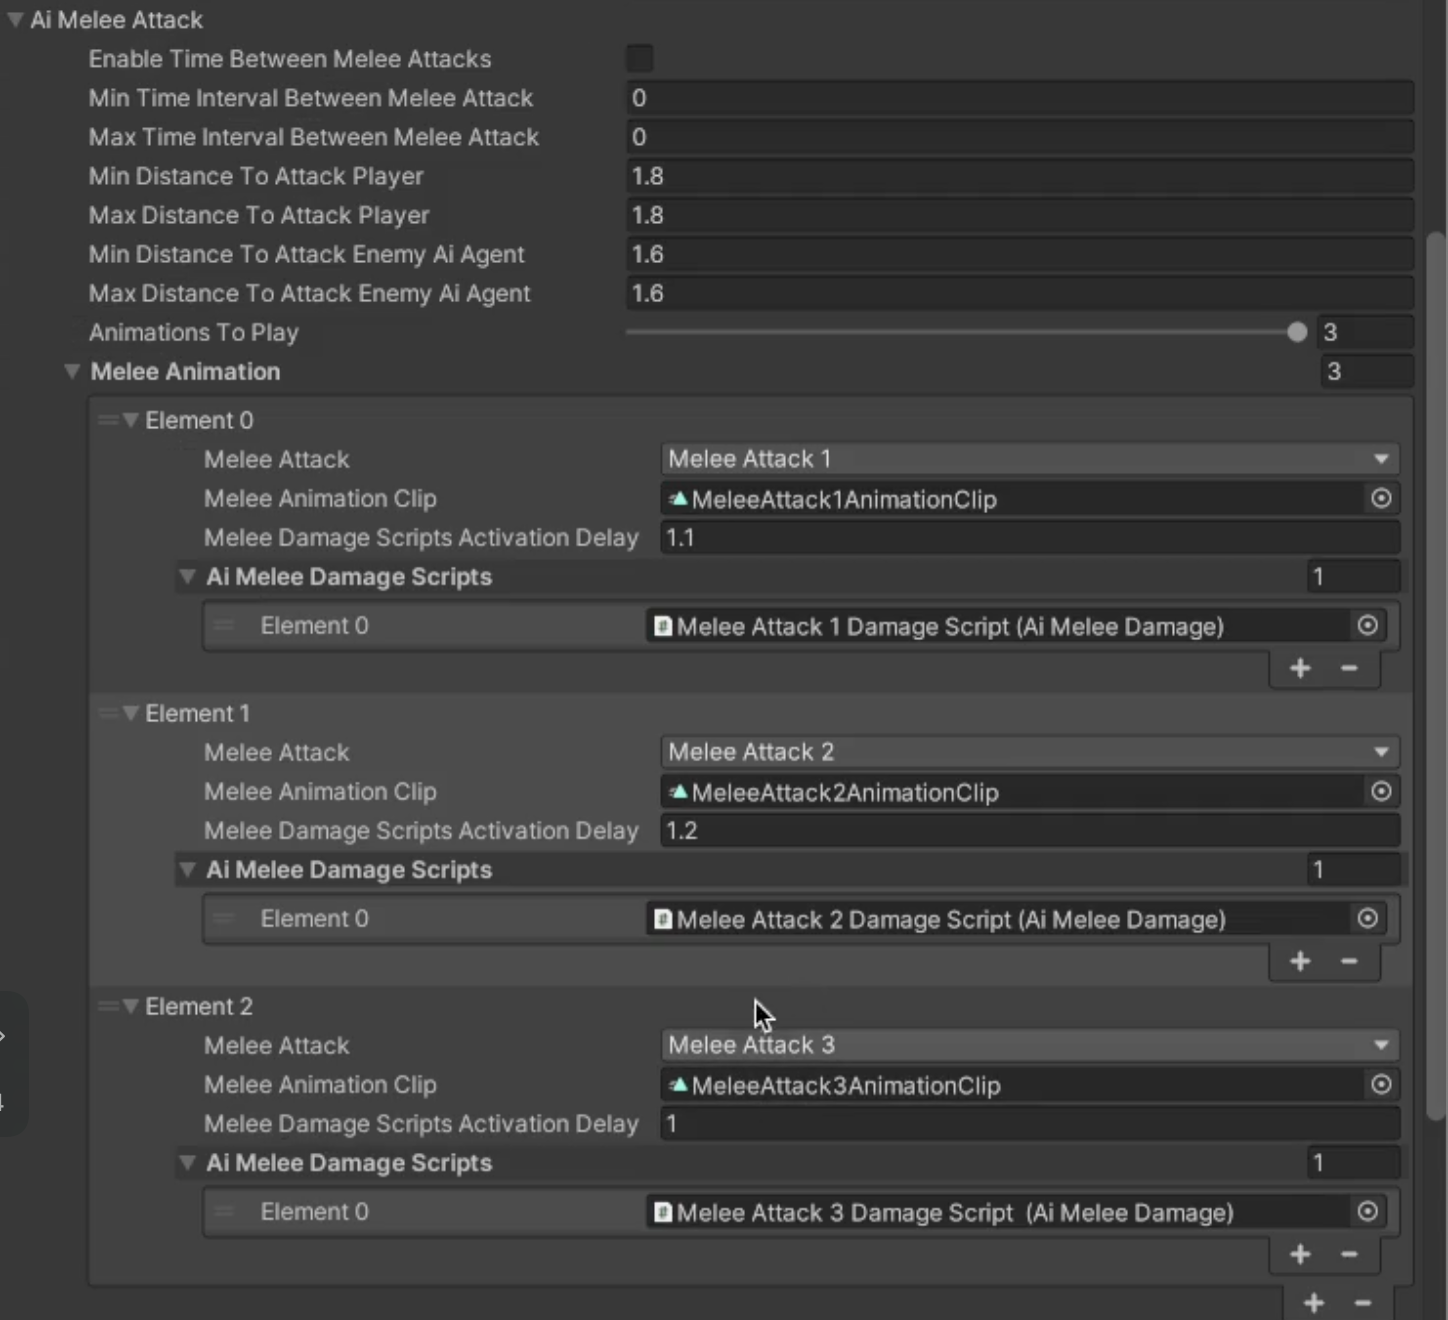 Ai Melee Attack
Enable Time Between Melee Attacks
Min Time Interval Between Melee Attack 0
Max Time Interval Between Melee Attack 0
Min Distance To Attack Player 1.8
Max Distance To Attack Player 1.8
Min Distance To Attack Enemy Ai Agent 1.6
Max Distance To Attack Enemy Ai Agent 1.6
Animations To Play 3
Melee Animation 3
Element 0
Melee Attack Melee Attack 1
Melee Animation Clip MeleeAttack1AnimationClip
Melee Damage Scripts Activation Delay 1.1
Ai Melee Damage Scripts 1
Element 0 Melee Attack 1 Damage Script (Ai Melee Damage)
+ −
Element 1
Melee Attack Melee Attack 2
Melee Animation Clip MeleeAttack2AnimationClip
Melee Damage Scripts Activation Delay 1.2
Ai Melee Damage Scripts 1
Element 0 Melee Attack 2 Damage Script (Ai Melee Damage)
+ −
Element 2
Melee Attack Melee Attack 3
Melee Animation Clip MeleeAttack3AnimationClip
Melee Damage Scripts Activation Delay 1
Ai Melee Damage Scripts 1
Element 0 Melee Attack 3 Damage Script (Ai Melee Damage)
+ −
+ −